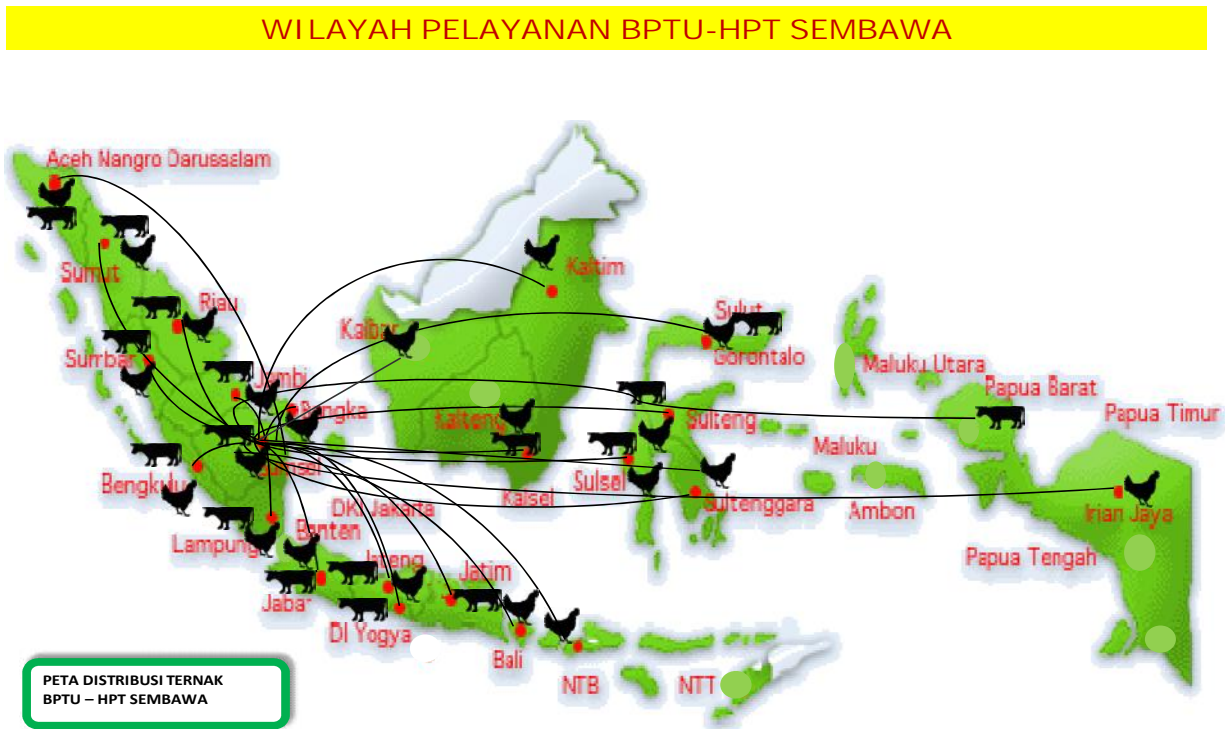 WILAYAH PELAYANAN BPTU-HPT SEMBAWA
Aceh Nangro Darussalam
Sumut
Riau
Sumbar
Jambi
Bangka
Sumsel
Bengkulu
Lampung
Banten
DKI Jakarta
Jabar
Jateng
DI Yogya
Jatim
Bali
NTB
NTT
Kalbar
Kalteng
Kaltim
Kalsel
Sulut
Gorontalo
Sulteng
Sulsel
Sultenggara
Maluku Utara
Maluku
Ambon
Papua Barat
Papua Timur
Irian Jaya
Papua Tengah
PETA DISTRIBUSI TERNAK
BPTU – HPT SEMBAWA